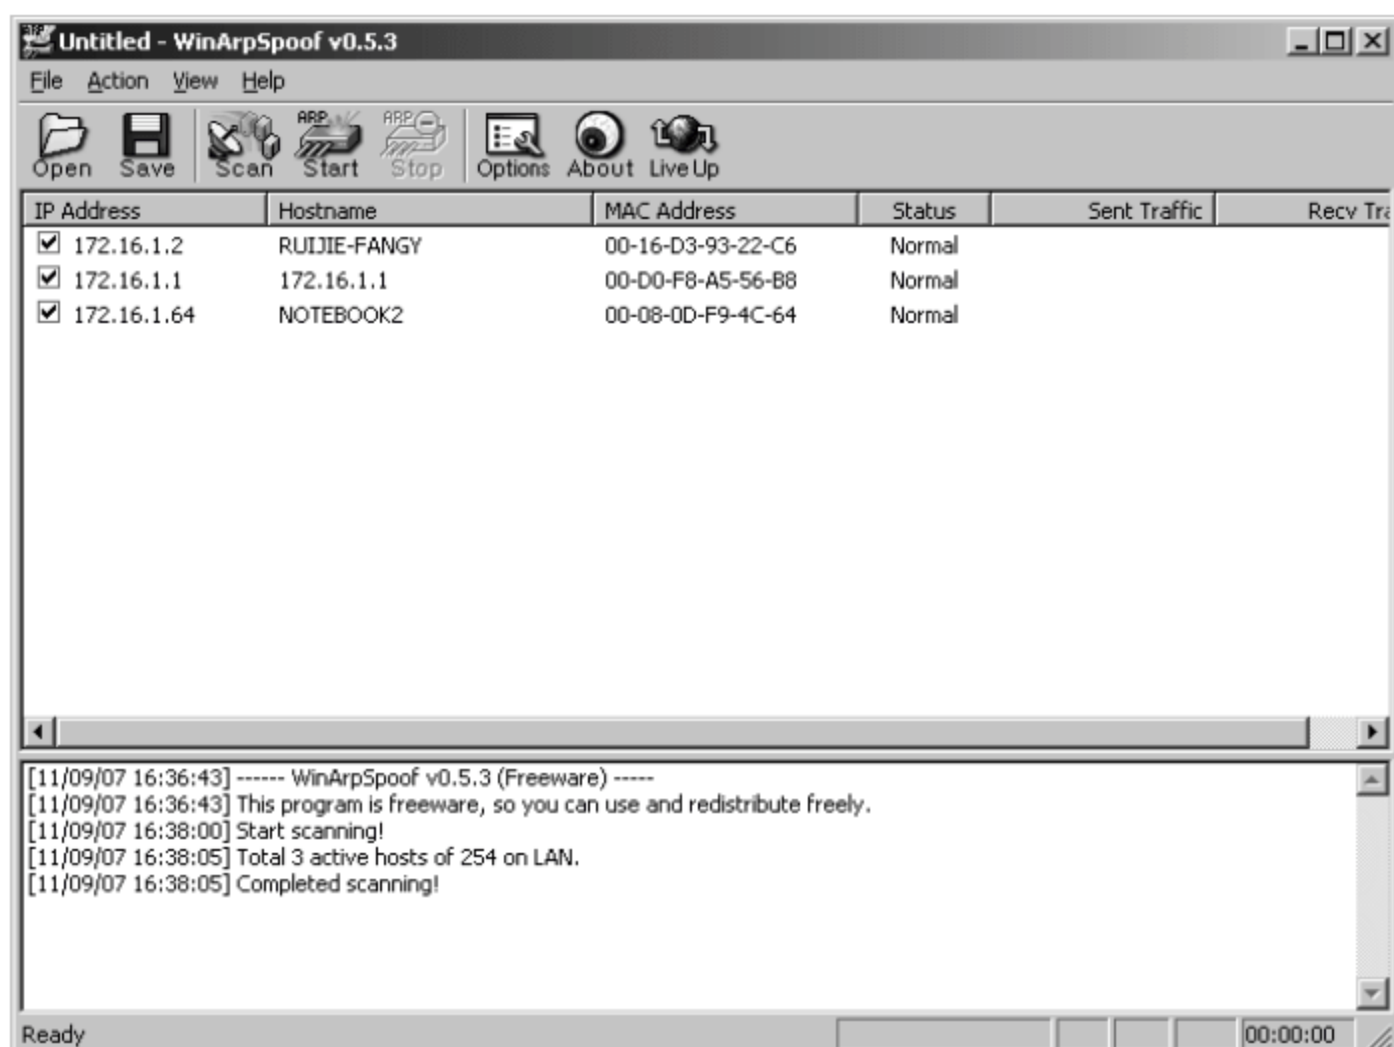 Untitled - WinArpSpoof v0.5.3
File Action View Help
ARP ARP
Open Save Scan Start Stop Options About Live Up
IP Address Hostname MAC Address Status Sent Traffic Recv Tra
172.16.1.2 RUIJIE-FANGY 00-16-D3-93-22-C6 Normal
172.16.1.1 172.16.1.1 00-D0-F8-A5-56-B8 Normal
172.16.1.64 NOTEBOOK2 00-08-0D-F9-4C-64 Normal
[11/09/07 16:36:43] ------ WinArpSpoof v0.5.3 (Freeware) -----
[11/09/07 16:36:43] This program is freeware, so you can use and redistribute freely.
[11/09/07 16:38:00] Start scanning!
[11/09/07 16:38:05] Total 3 active hosts of 254 on LAN.
[11/09/07 16:38:05] Completed scanning!
Ready 00:00:00